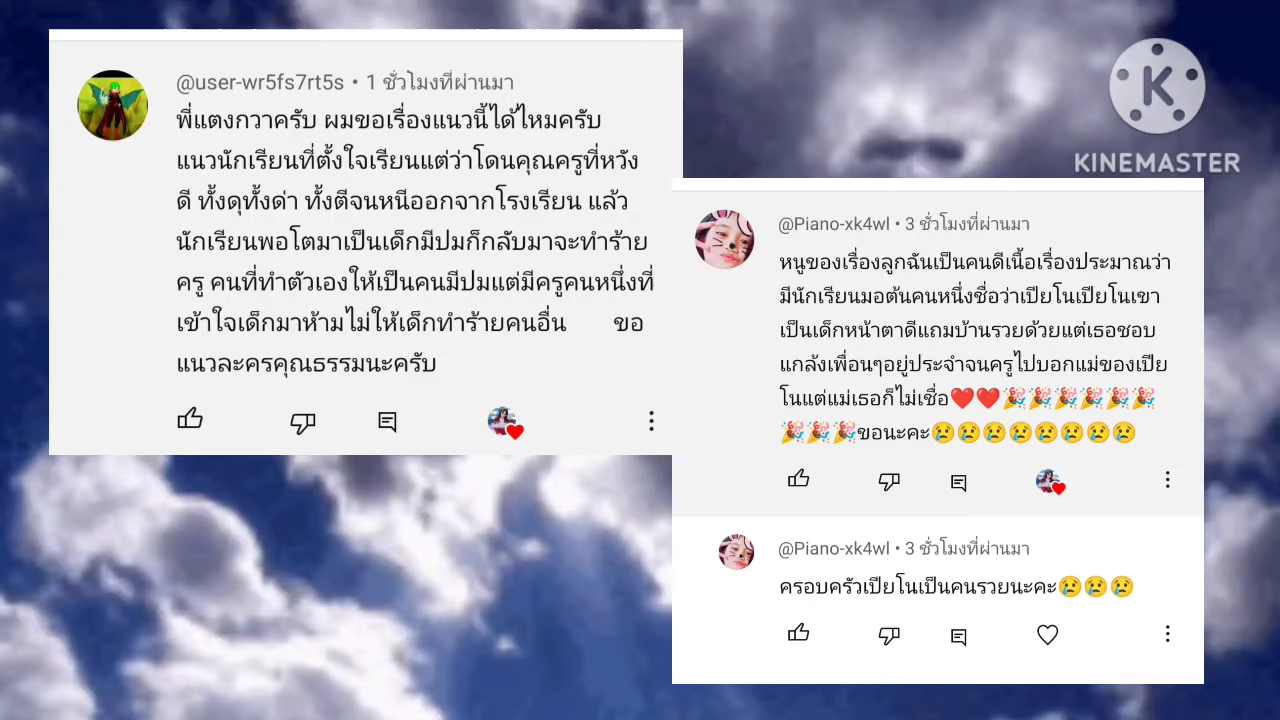 @user-wr5fs7rt5s • 1 ชั่วโมงที่ผ่านมา
พี่แตงกวาครับ ผมขอเรื่องแนวนี้ได้ไหมครับ
แนวนักเรียนที่ตั้งใจเรียนแต่ว่าโดนคุณครูที่หวัง
ดี ทั้งดุทั้งด่า ทั้งตีจนหนีออกจากโรงเรียน แล้ว
นักเรียนพอโตมาเป็นเด็กมีปมก็กลับมาจะทำร้าย
ครู คนที่ทำตัวเองให้เป็นคนมีปมแต่มีครูคนหนึ่งที่
เข้าใจเด็กมาห้ามไม่ให้เด็กทำร้ายคนอื่น ขอ
แนวละครคุณธรรมนะครับ
KINEMASTER
@Piano-xk4wl • 3 ชั่วโมงที่ผ่านมา
หนูของเรื่องลูกฉันเป็นคนดีเนื้อเรื่องประมาณว่า
มีนักเรียนมอต้นคนหนึ่งชื่อว่าเปียโนเปียโนเขา
เป็นเด็กหน้าตาดีแถมบ้านรวยด้วยแต่เธอชอบ
แกล้งเพื่อนๆอยู่ประจำจนครูไปบอกแม่ของเปีย
โนแต่แม่เธอก็ไม่เชื่อ❤️❤️🎉🎉🎉🎉🎉🎉
🎉🎉🎉ขอนะคะ😢😢😢😢😢😢😢😢
@Piano-xk4wl • 3 ชั่วโมงที่ผ่านมา
ครอบครัวเปียโนเป็นคนรวยนะคะ😢😢😢